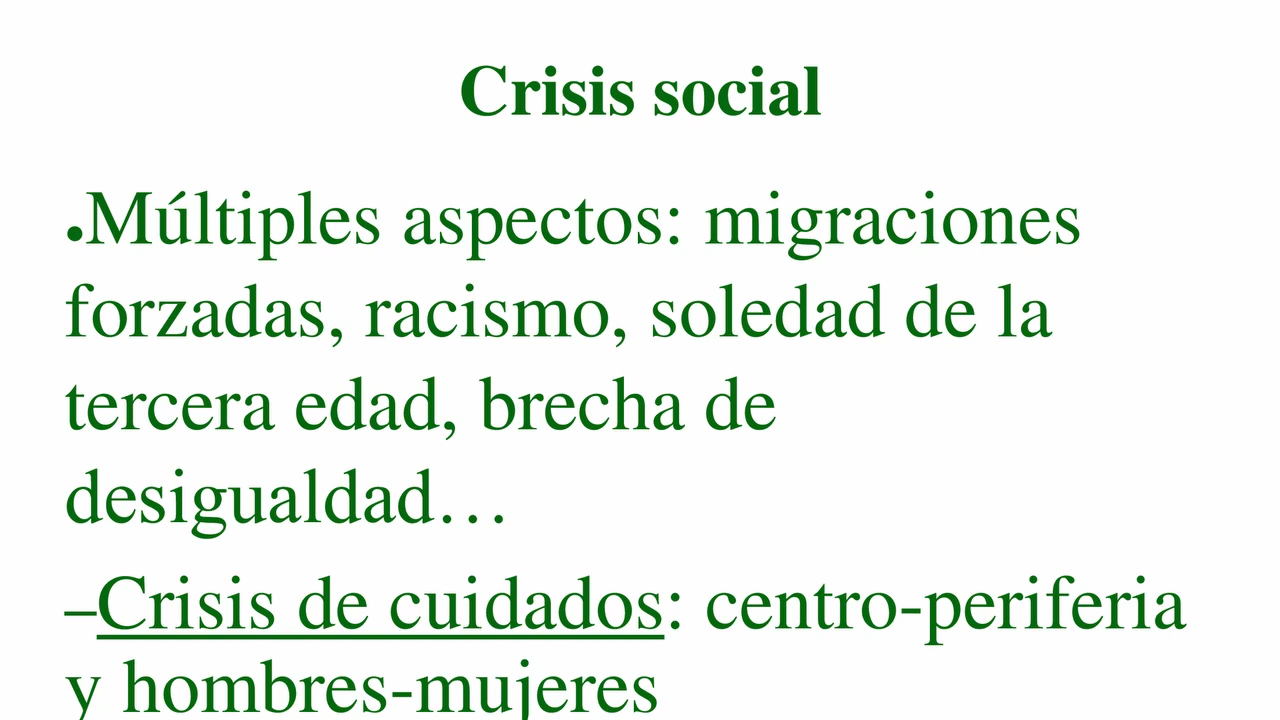 Crisis social
•Múltiples aspectos: migraciones
forzadas, racismo, soledad de la
tercera edad, brecha de
desigualdad…
–Crisis de cuidados: centro-periferia
y hombres-mujeres